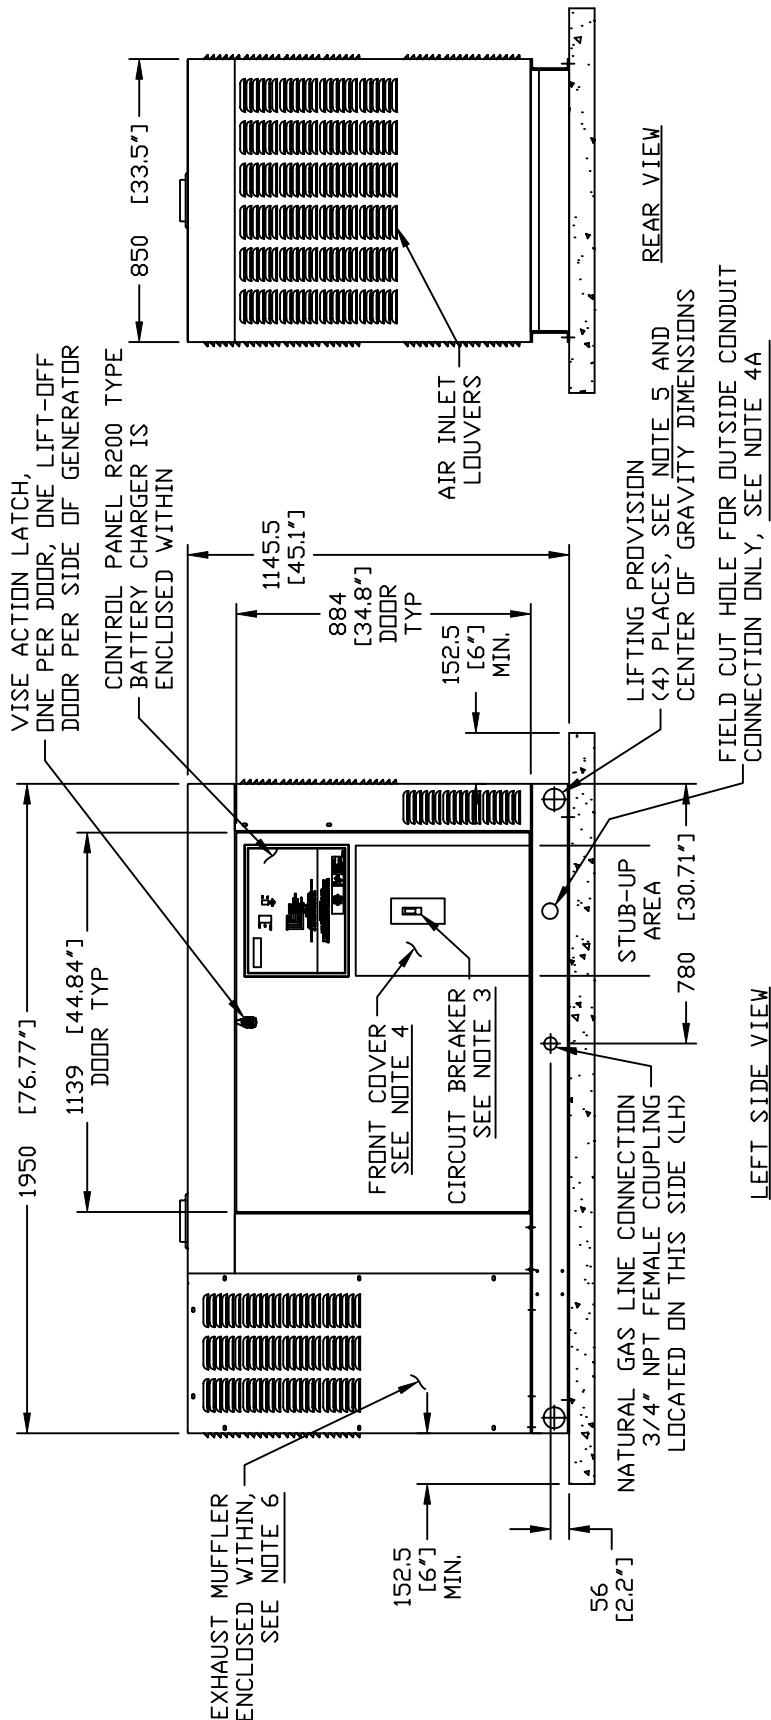 VISE ACTION LATCH,
ONE PER DOOR, ONE LIFT-OFF
DOOR PER SIDE OF GENERATOR
CONTROL PANEL R200 TYPE
BATTERY CHARGER IS
ENCLOSED WITHIN
1950 [76.77"]
1139 [44.84"]
DOOR TYP
850 [33.5"]
EXHAUST MUFFLER
ENCLOSED WITHIN,
SEE NOTE 6
FRONT COVER
SEE NOTE 4
CIRCUIT BREAKER
SEE NOTE 3
1145.5
[45.1"]
884
[34.8"]
DOOR
TYP
152.5
[6"]
MIN.
AIR INLET
LOUVERS
152.5
[6"]
MIN.
56
[2.2"]
NATURAL GAS LINE CONNECTION
3/4" NPT FEMALE COUPLING
LOCATED ON THIS SIDE (LH)
STUB-UP
AREA
780 [30.71"]
LIFTING PROVISION
(4) PLACES, SEE NOTE 5 AND
CENTER OF GRAVITY DIMENSIONS
FIELD CUT HOLE FOR OUTSIDE CONDUIT
CONNECTION ONLY, SEE NOTE 4A
LEFT SIDE VIEW
REAR VIEW